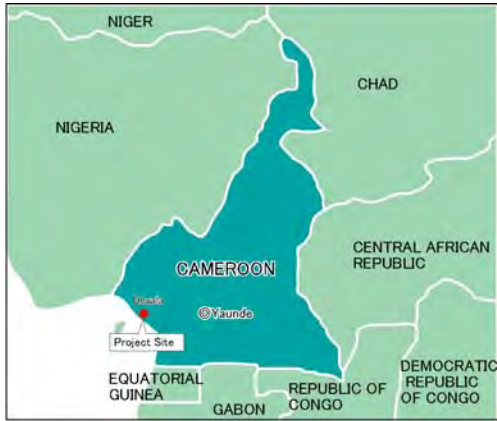 NIGER
CHAD
NIGERIA
CENTRAL AFRICAN
REPUBLIC
CAMEROON
Yaunde
Project Site
EQUATORIAL
GUINEA
GABON
REPUBLIC OF
CONGO
DEMOCRATIC
REPUBLIC
OF CONGO